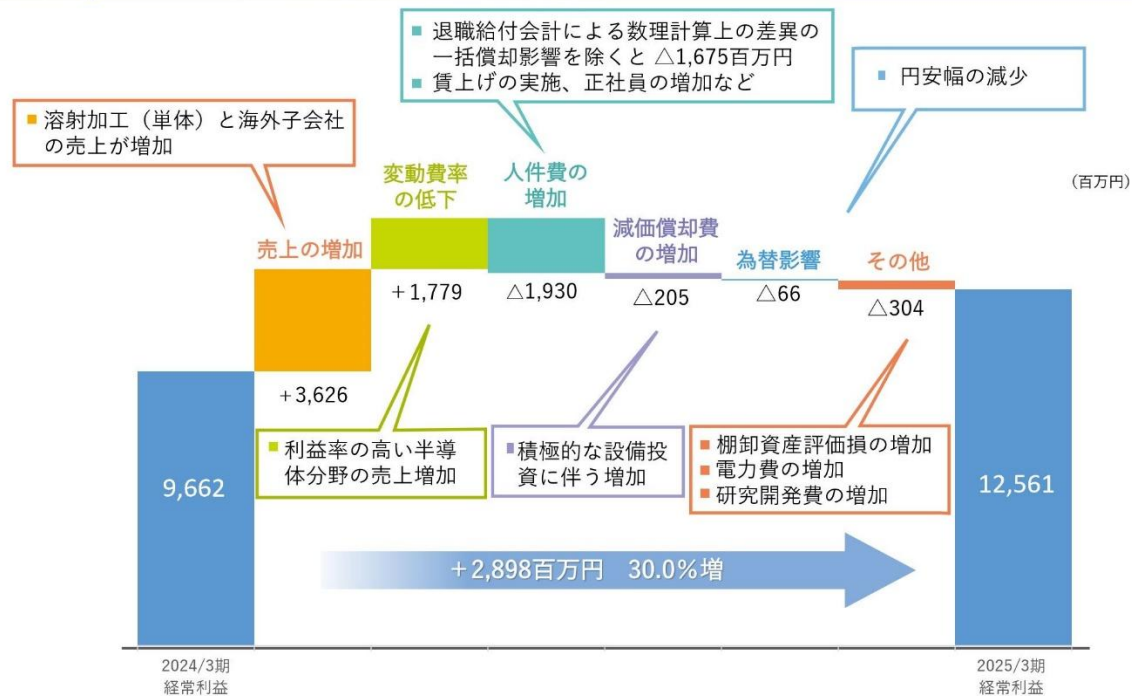 ■ 退職給付会計による数理計算上の差異の
一括償却影響を除くと △1,675百万円
■ 賃上げの実施、正社員の増加など
■ 円安幅の減少
■ 溶射加工（単体）と海外子会社
の売上が増加
(百万円)
売上の増加
変動費率
の低下
人件費の
増加
減価償却費
の増加
為替影響
その他
+3,626
+1,779
△1,930
△205
△66
△304
■ 利益率の高い半導
体分野の売上増加
■ 積極的な設備投
資に伴う増加
■ 棚卸資産評価損の増加
■ 電力費の増加
■ 研究開発費の増加
9,662
12,561
+2,898百万円 30.0%増
2024/3期
経常利益
2025/3期
経常利益